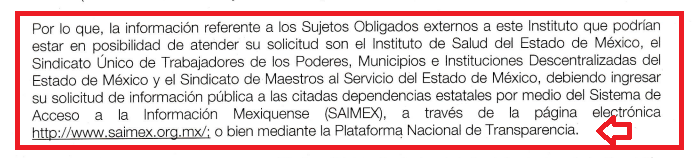 Por lo que, la información referente a los Sujetos Obligados externos a este Instituto que podrían
estar en posibilidad de atender su solicitud son el Instituto de Salud del Estado de México, el
Sindicato Único de Trabajadores de los Poderes, Municipios e Instituciones Descentralizadas del
Estado de México y el Sindicato de Maestros al Servicio del Estado de México, debiendo ingresar
su solicitud de información pública a las citadas dependencias estatales por medio del Sistema de
Acceso a la Información Mexiquense (SAIMEX), a través de la página electrónica
http://www.saimex.org.mx/; o bien mediante la Plataforma Nacional de Transparencia.